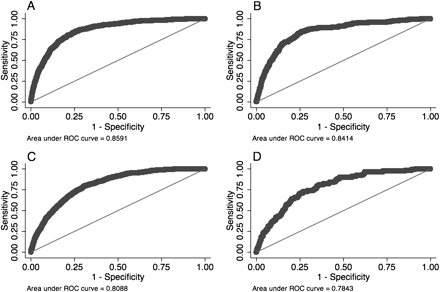 A
Sensitivity
0.00 0.25 0.50 0.75 1.00
0.00 0.25 0.50 0.75 1.00
1 - Specificity
Area under ROC curve = 0.8591
B
Sensitivity
0.00 0.25 0.50 0.75 1.00
0.00 0.25 0.50 0.75 1.00
1 - Specificity
Area under ROC curve = 0.8414
C
Sensitivity
0.00 0.25 0.50 0.75 1.00
0.00 0.25 0.50 0.75 1.00
1 - Specificity
Area under ROC curve = 0.8088
D
Sensitivity
0.00 0.25 0.50 0.75 1.00
0.00 0.25 0.50 0.75 1.00
1 - Specificity
Area under ROC curve = 0.7843